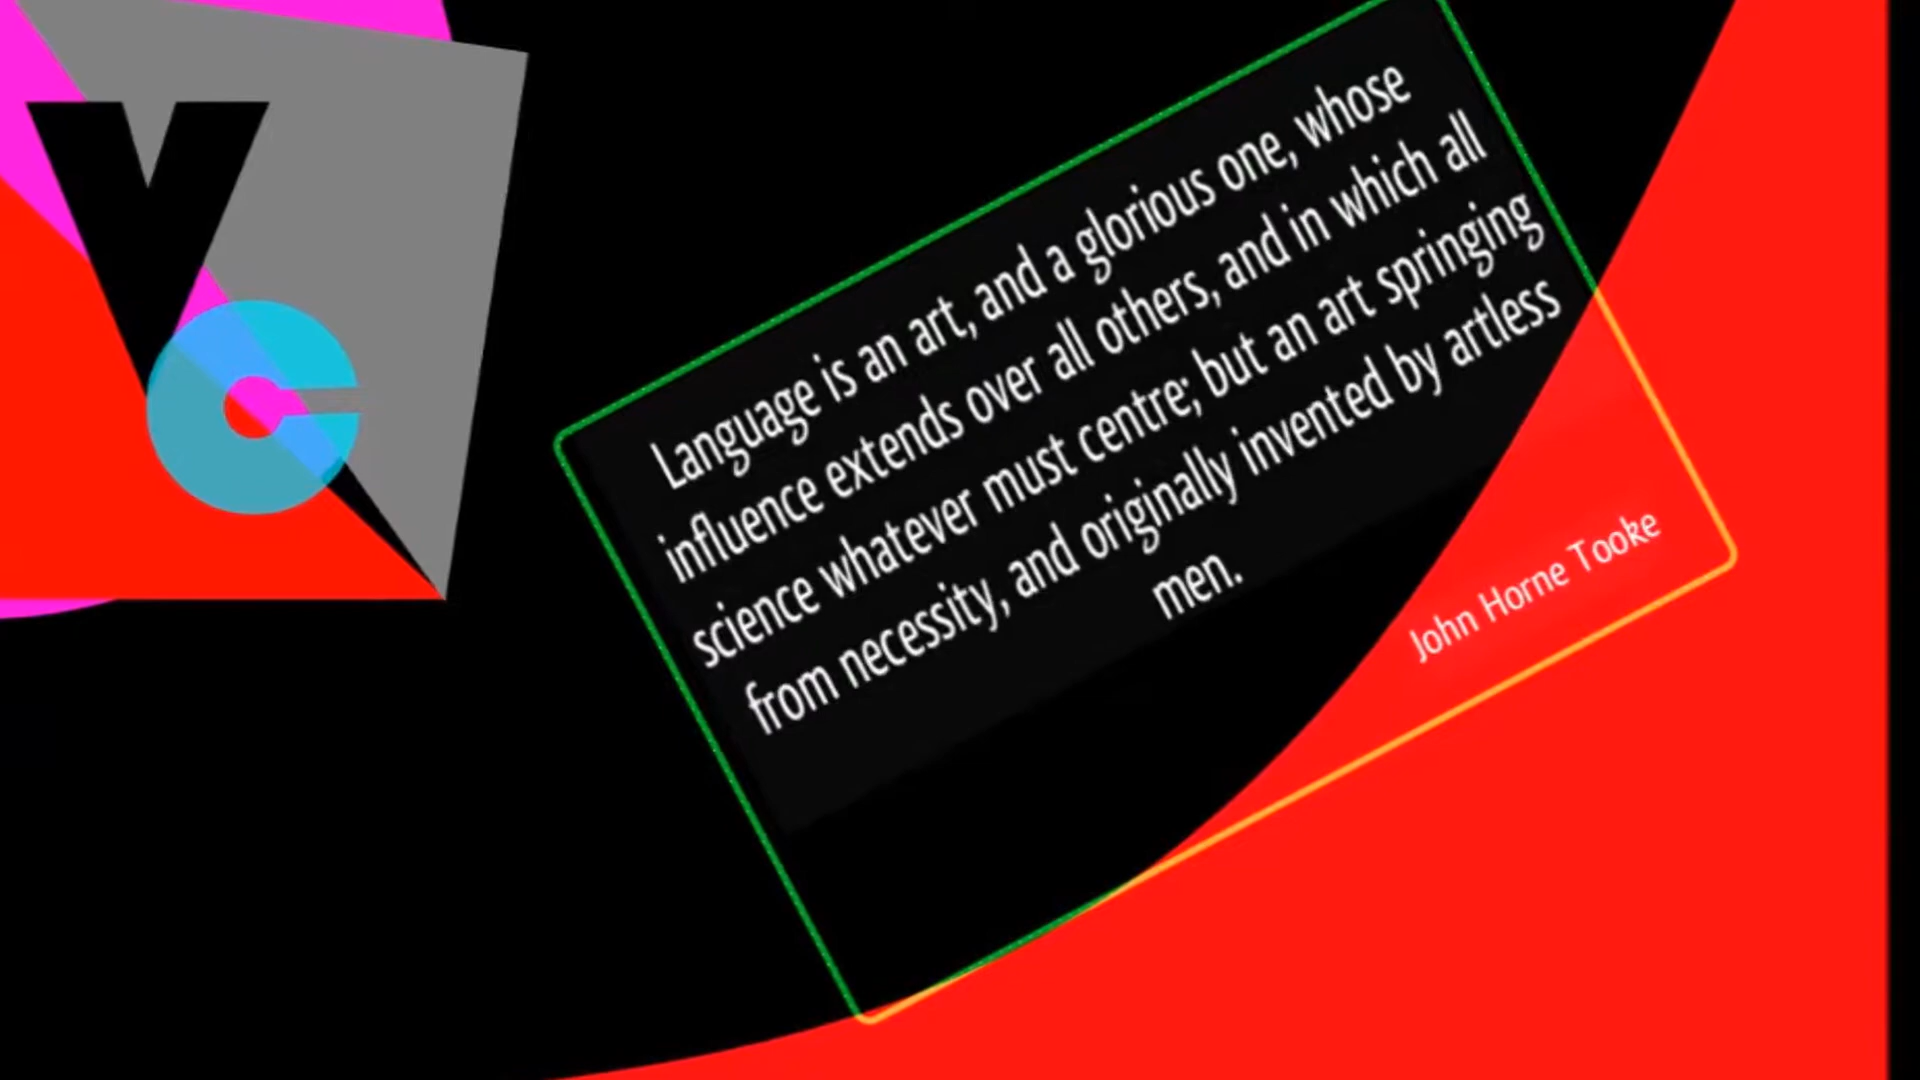 YC
Language is an art, and a glorious one, whose
influence extends over all others, and in which all
science whatever must centre; but an art springing
from necessity, and originally invented by artless
men.
John Horne Tooke